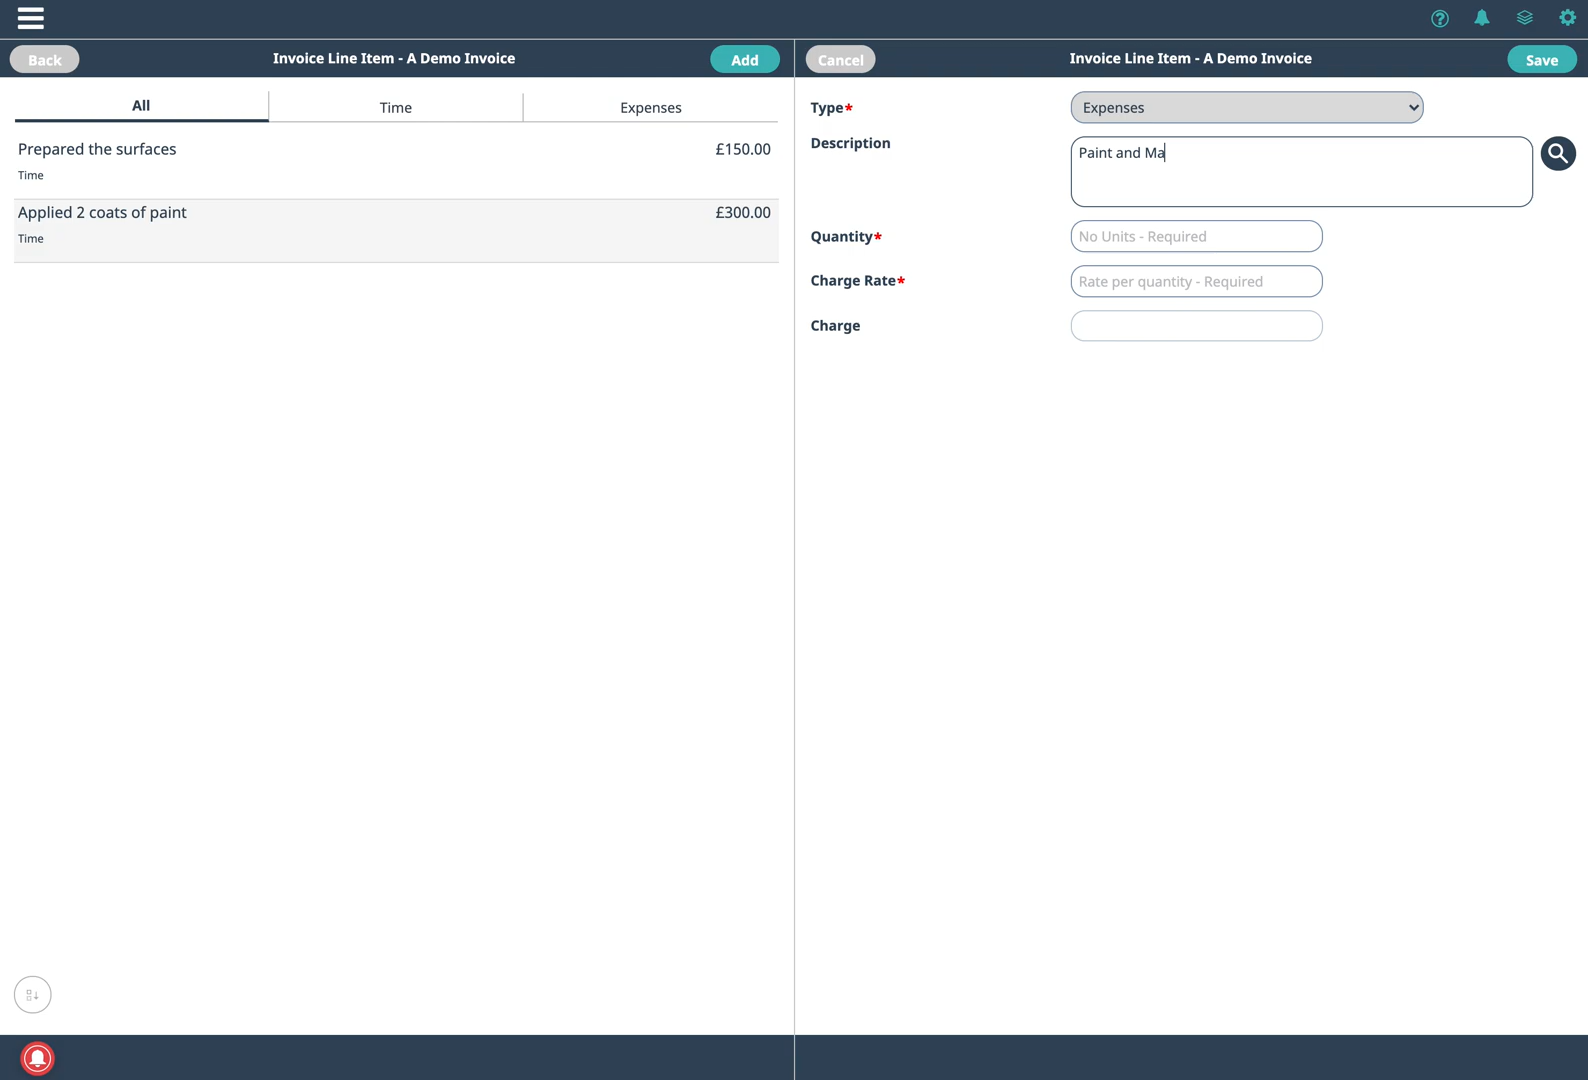 Back
Invoice Line Item - A Demo Invoice
Add
All
Time
Expenses
Prepared the surfaces
£150.00
Time
Applied 2 coats of paint
£300.00
Time
Cancel
Invoice Line Item - A Demo Invoice
Save
Type*
Expenses
Description
Paint and Ma
Quantity*
No Units - Required
Charge Rate*
Rate per quantity - Required
Charge